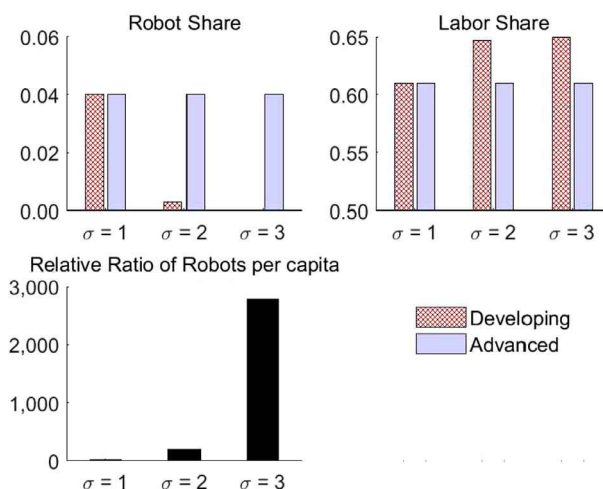 Robot Share
0.06
0.04
0.02
0.00
σ = 1
σ = 2
σ = 3
Labor Share
0.65
0.60
0.55
0.50
σ = 1
σ = 2
σ = 3
Relative Ratio of Robots per capita
3,000
2,000
1,000
0
σ = 1
σ = 2
σ = 3
Developing
Advanced